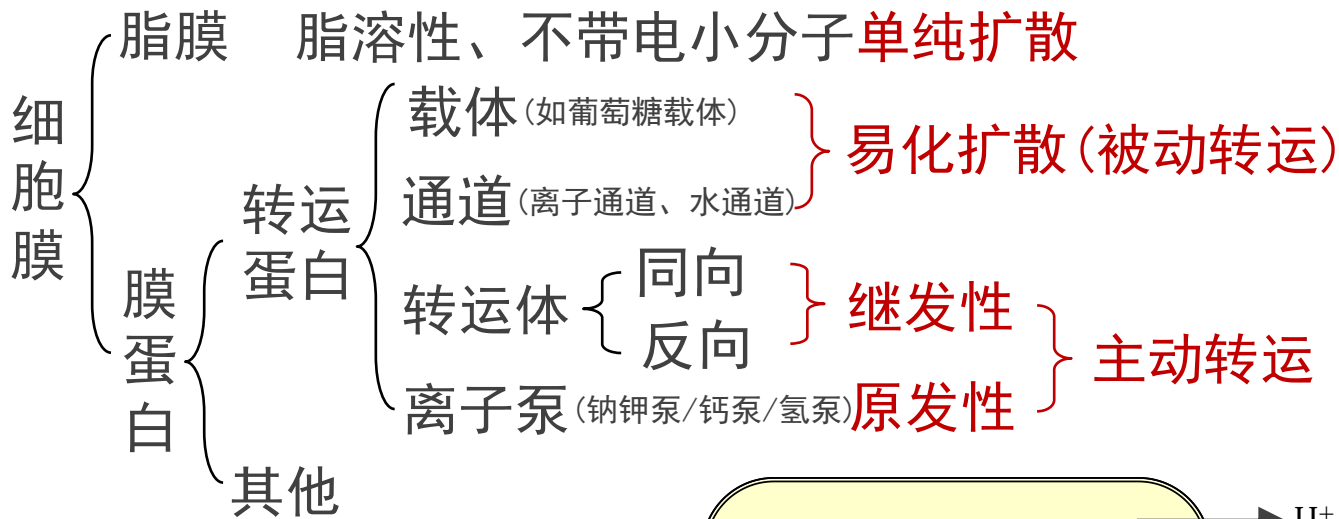 细胞膜
脂膜 脂溶性、不带电小分子单纯扩散
膜蛋白
转运蛋白
载体(如葡萄糖载体)
通道(离子通道、水通道)
易化扩散(被动转运)
转运体
同向
反向
继发性
离子泵(钠钾泵/钙泵/氢泵)原发性
主动转运
其他